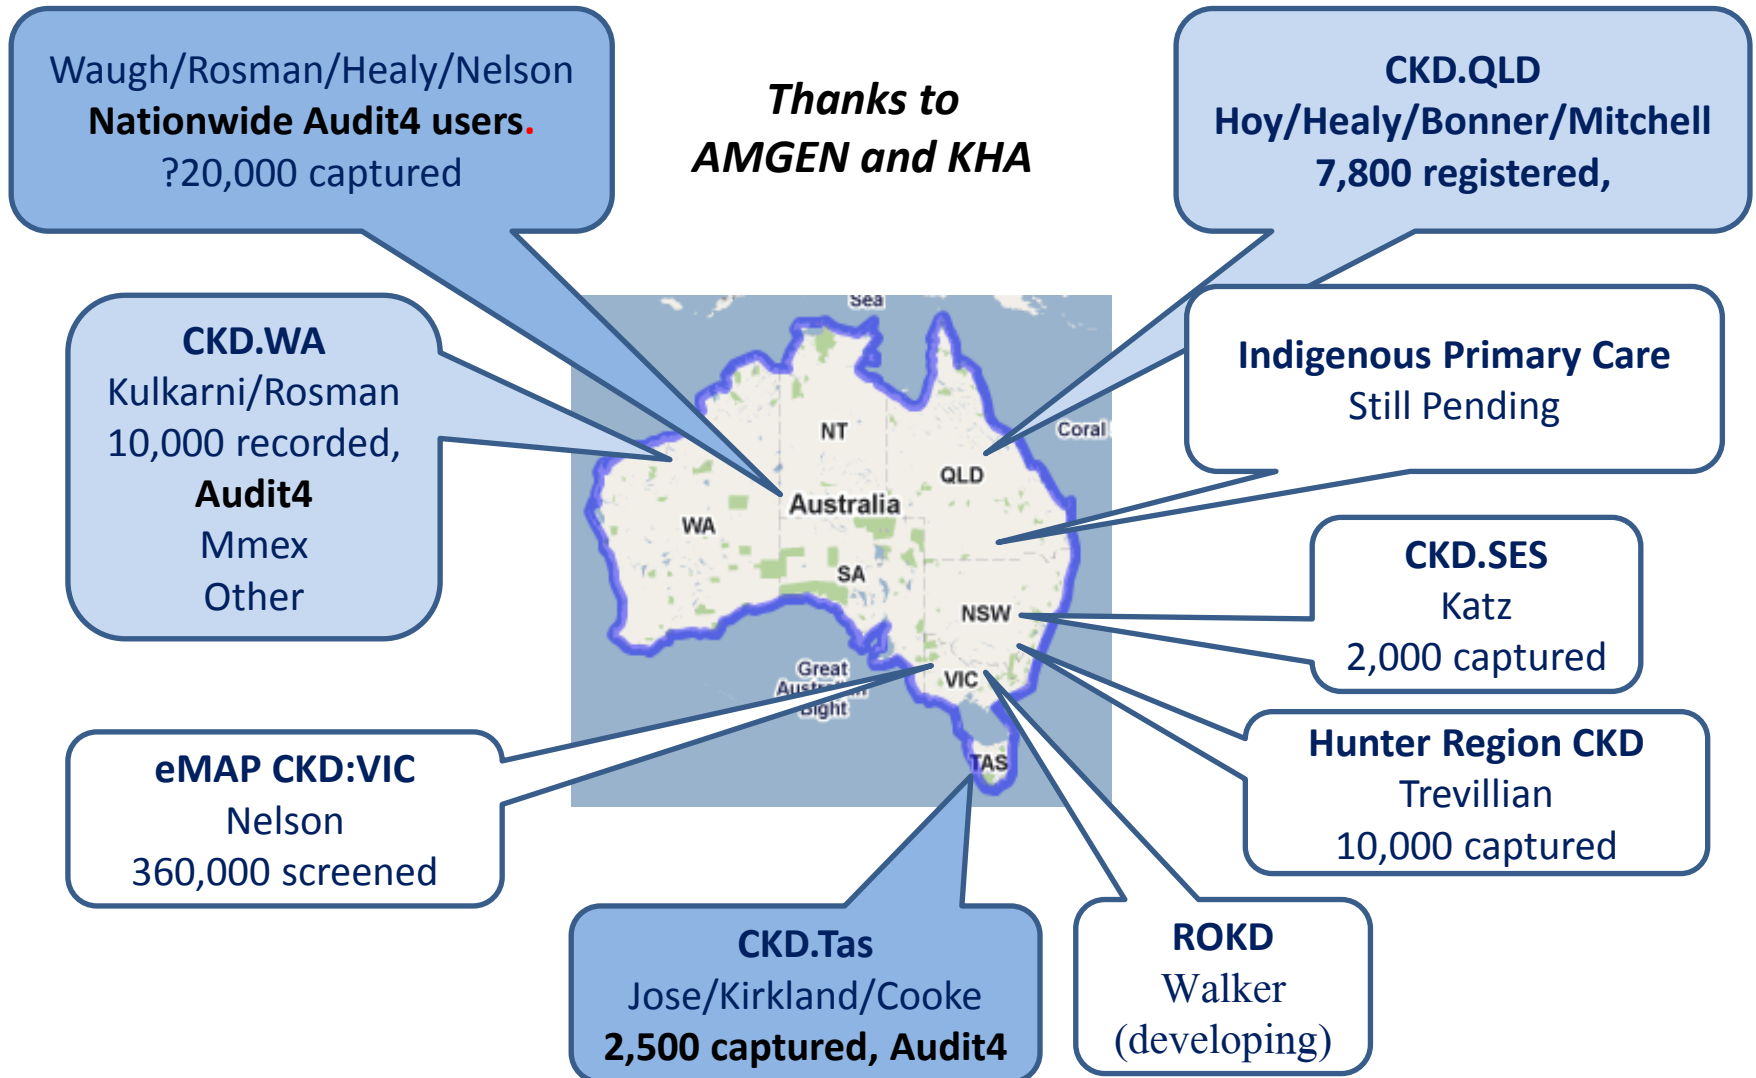 Waugh/Rosman/Healy/Nelson
Nationwide Audit4 users.
?20,000 captured
Thanks to
AMGEN and KHA
CKD.QLD
Hoy/Healy/Bonner/Mitchell
7,800 registered,
CKD.WA
Kulkarni/Rosman
10,000 recorded,
Audit4
Mmex
Other
Indigenous Primary Care
Still Pending
Sea
Coral
NT
QLD
Australia
WA
SA
NSW
VIC
TAS
Great
Australian
Bight
CKD.SES
Katz
2,000 captured
Hunter Region CKD
Trevillian
10,000 captured
eMAP CKD:VIC
Nelson
360,000 screened
CKD.Tas
Jose/Kirkland/Cooke
2,500 captured, Audit4
ROKD
Walker
(developing)